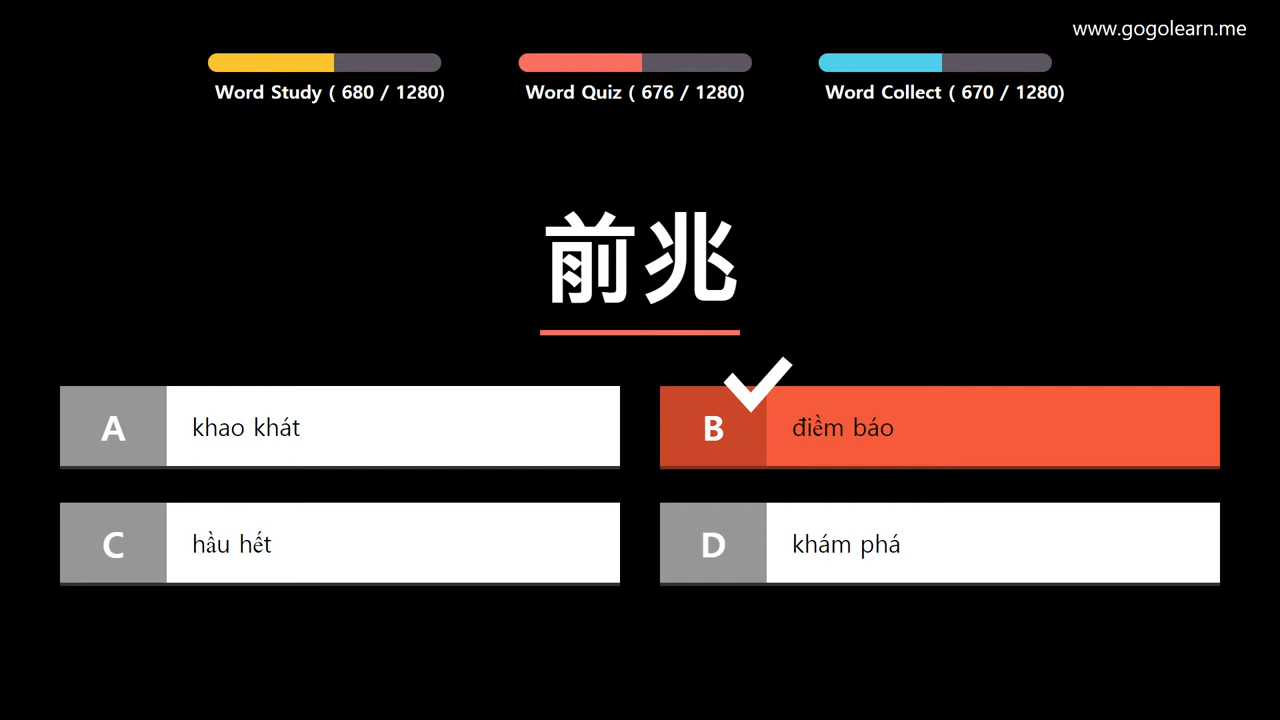 www.gogolearn.me
Word Study ( 680 / 1280)
Word Quiz ( 676 / 1280)
Word Collect ( 670 / 1280)
前兆
A khao khát
B điềm báo
C hầu hết
D khám phá